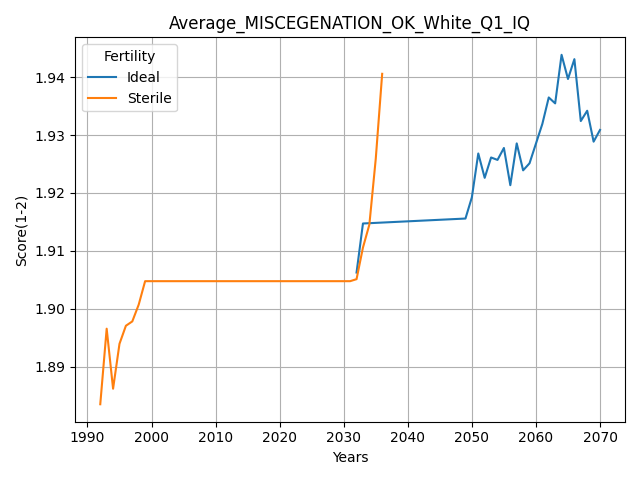 Average_MISCEGENATION_OK_White_Q1_IQ
Fertility
Ideal
Sterile
1.94
1.93
1.92
1.91
1.90
1.89
Score(1-2)
1990 2000 2010 2020 2030 2040 2050 2060 2070
Years